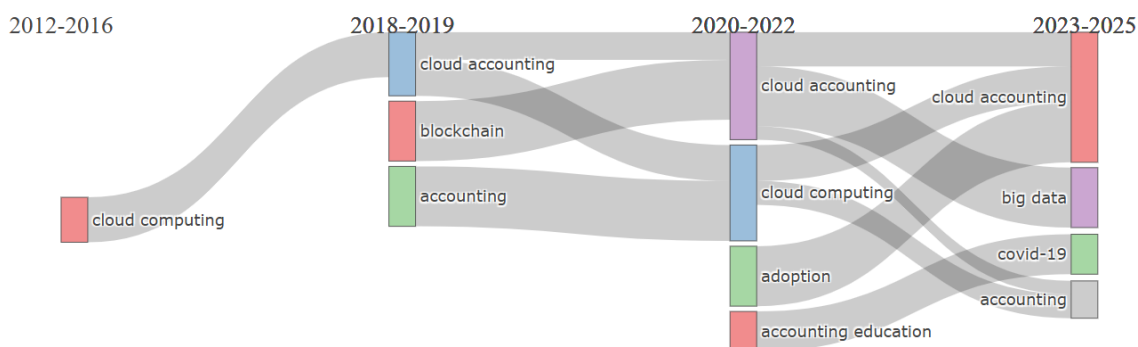 2012-2016
2018-2019
2020-2022
2023-2025
cloud computing
cloud accounting
blockchain
accounting
cloud accounting
cloud computing
adoption
accounting education
cloud accounting
big data
covid-19
accounting